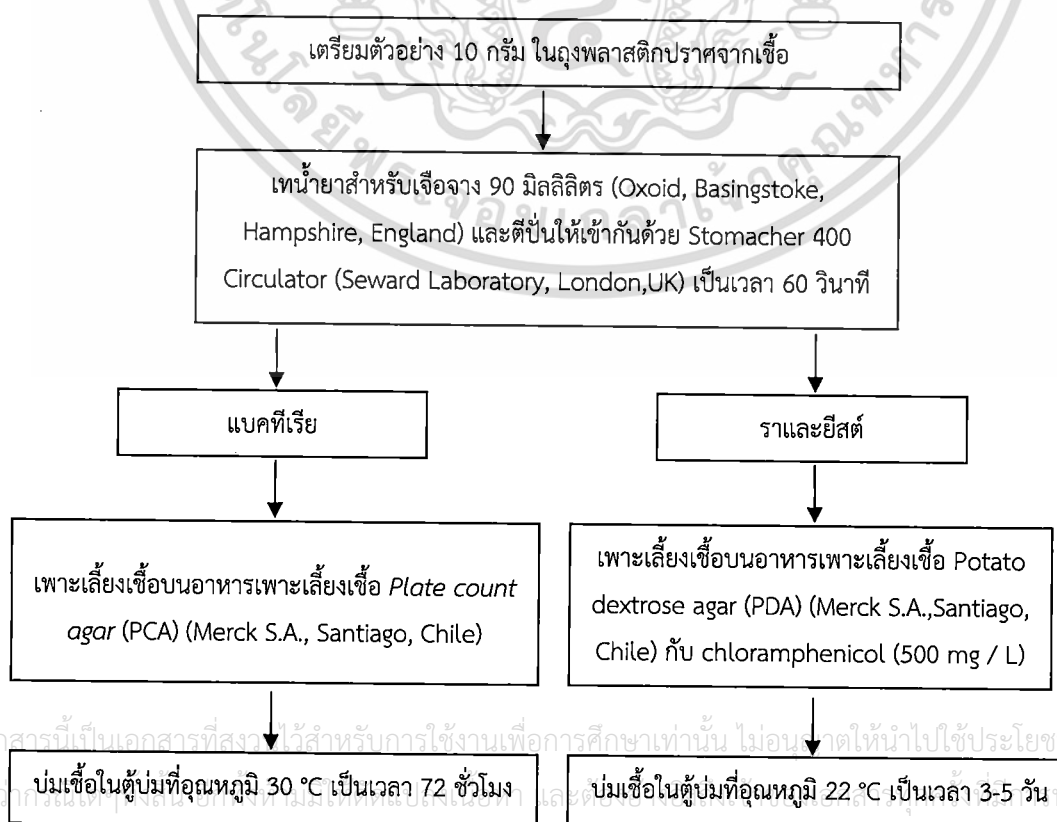 เตรียมตัวอย่าง 10 กรัม ในถุงพลาสติกปราศจากเชื้อ
เทน้ำยาสำหรับเจือจาง 90 มิลลิลิตร (Oxoid, Basingstoke,
Hampshire, England) และตีปั่นให้เข้ากันด้วย Stomacher 400
Circulator (Seward Laboratory, London,UK) เป็นเวลา 60 วินาที
แบคทีเรีย
ราและยีสต์
เพาะเลี้ยงเชื้อบนอาหารเพาะเลี้ยงเชื้อ Plate count
agar (PCA) (Merck S.A., Santiago, Chile)
เพาะเลี้ยงเชื้อบนอาหารเพาะเลี้ยงเชื้อ Potato
dextrose agar (PDA) (Merck S.A.,Santiago,
Chile) กับ chloramphenicol (500 mg / L)
สารนี้เป็นเอกสารที่สงวนไว้สำหรับการใช้งานเพื่อการศึกษาเท่านั้น ไม่อนุญาตให้นำไปใช้ประโยช
บ่มเชื้อในตู้บ่มที่อุณหภูมิ 30 °C เป็นเวลา 72 ชั่วโมง
บ่มเชื้อในตู้บ่มที่อุณหภูมิ 22 °C เป็นเวลา 3-5 วัน